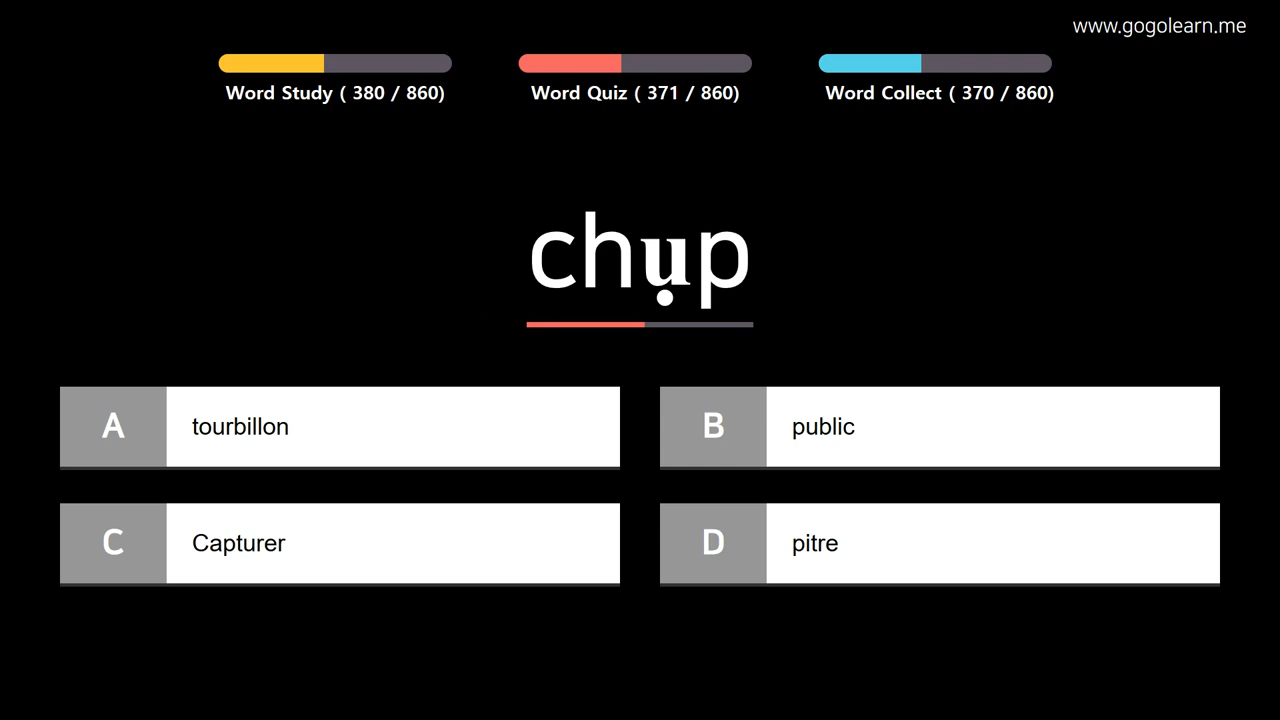 www.gogolearn.me
Word Study ( 380 / 860)
Word Quiz ( 371 / 860)
Word Collect ( 370 / 860)
chụp
A tourbillon
B public
C Capturer
D pitre